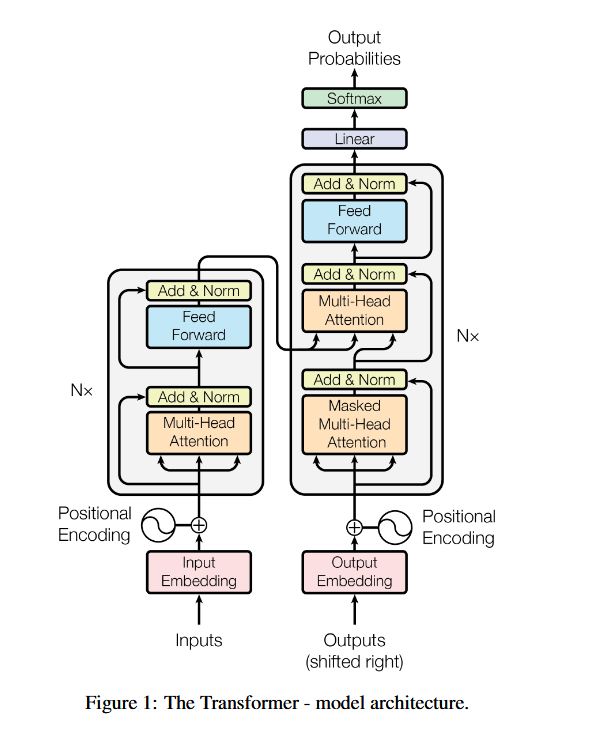 Output
Probabilities
Softmax
Linear
Add & Norm
Feed
Forward
Add & Norm
Multi-Head
Attention
Add & Norm
Masked
Multi-Head
Attention
N×
Add & Norm
Feed
Forward
Add & Norm
Multi-Head
Attention
N×
Positional
Encoding
Positional
Encoding
Input
Embedding
Output
Embedding
Inputs
Outputs
(shifted right)
Figure 1: The Transformer - model architecture.